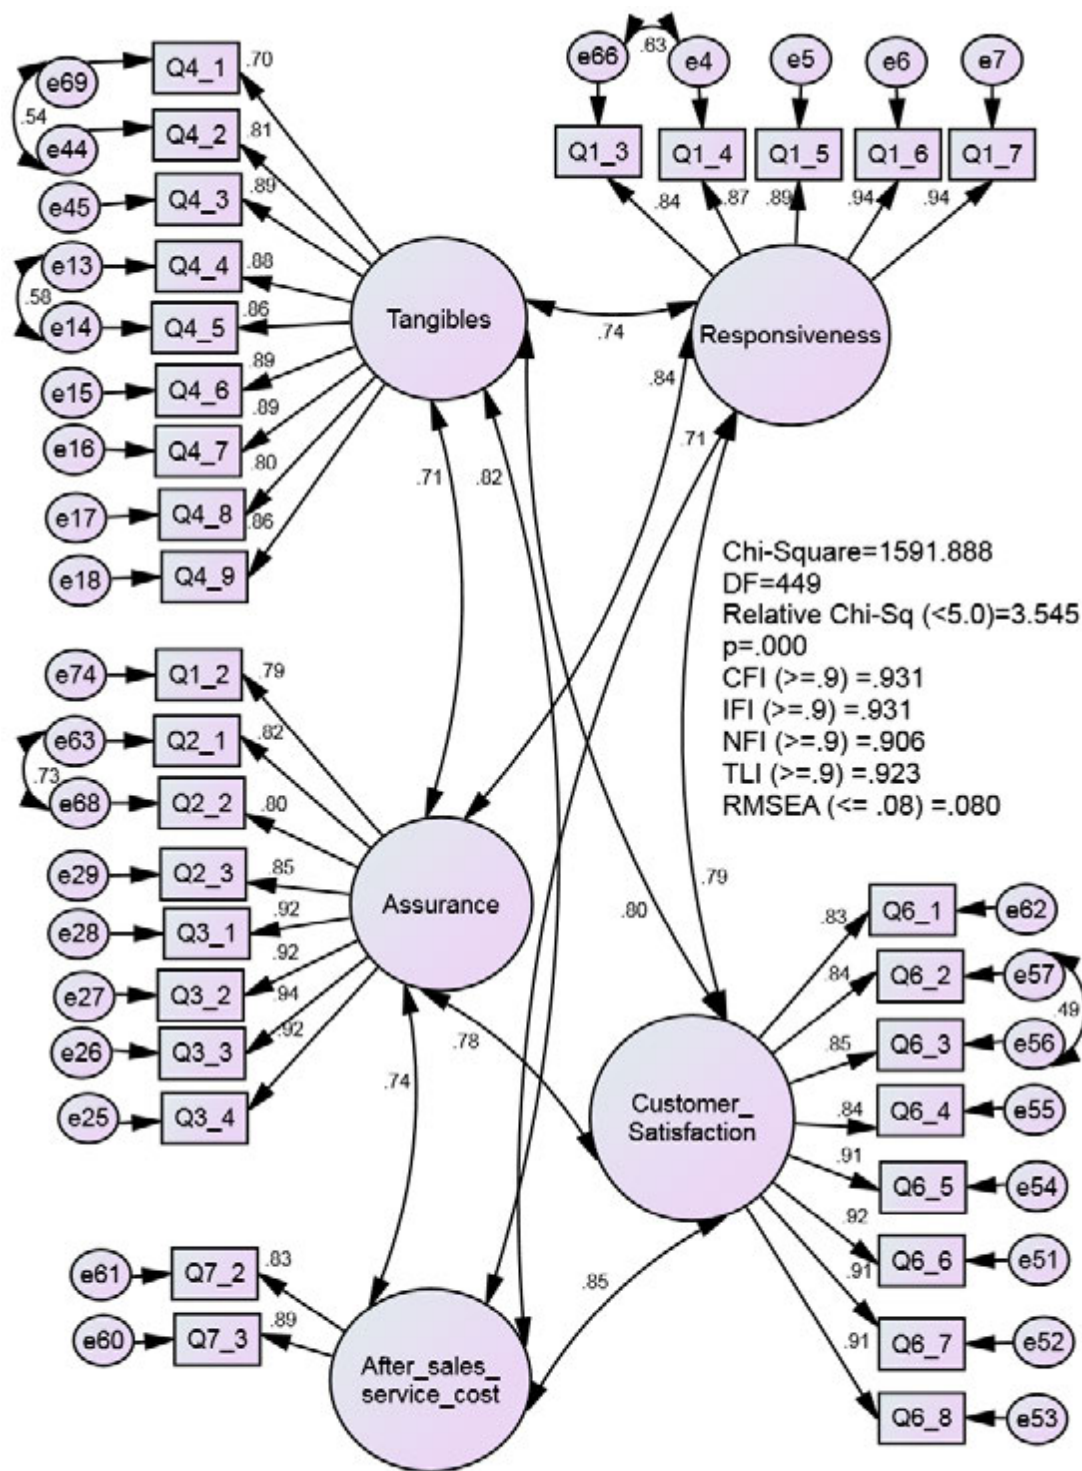 e69 Q4_1 .70
.54
e44 Q4_2 .81
e45 Q4_3 .89
e13 Q4_4 .88
.58
e14 Q4_5 .86
e15 Q4_6 .89
e16 Q4_7 .89
e17 Q4_8 .80
e18 Q4_9 .86
Tangibles
e66 .63 e4 e5 e6 e7
Q1_3 Q1_4 Q1_5 Q1_6 Q1_7
.84 .87 .89 .94 .94
Responsiveness
.74
.84
.71
.82
.71
Chi-Square=1591.888
DF=449
Relative Chi-Sq (<5.0)=3.545
p=.000
CFI (>=.9) =.931
IFI (>=.9) =.931
NFI (>=.9) =.906
TLI (>=.9) =.923
RMSEA (<= .08) =.080
e74 Q1_2 .79
e63 Q2_1 .82
.73
e68 Q2_2 .80
e29 Q2_3 .85
e28 Q3_1 .92
e27 Q3_2 .92
e26 Q3_3 .94
e25 Q3_4 .92
Assurance
.79
.80
.78
.74
Customer_
Satisfaction
.83 Q6_1 e62
.84 Q6_2 e57
.49
.85 Q6_3 e56
.84 Q6_4 e55
.91 Q6_5 e54
.92 Q6_6 e51
.91 Q6_7 e52
.91 Q6_8 e53
.85
e61 Q7_2 .83
e60 Q7_3 .89
After_sales_
service_cost